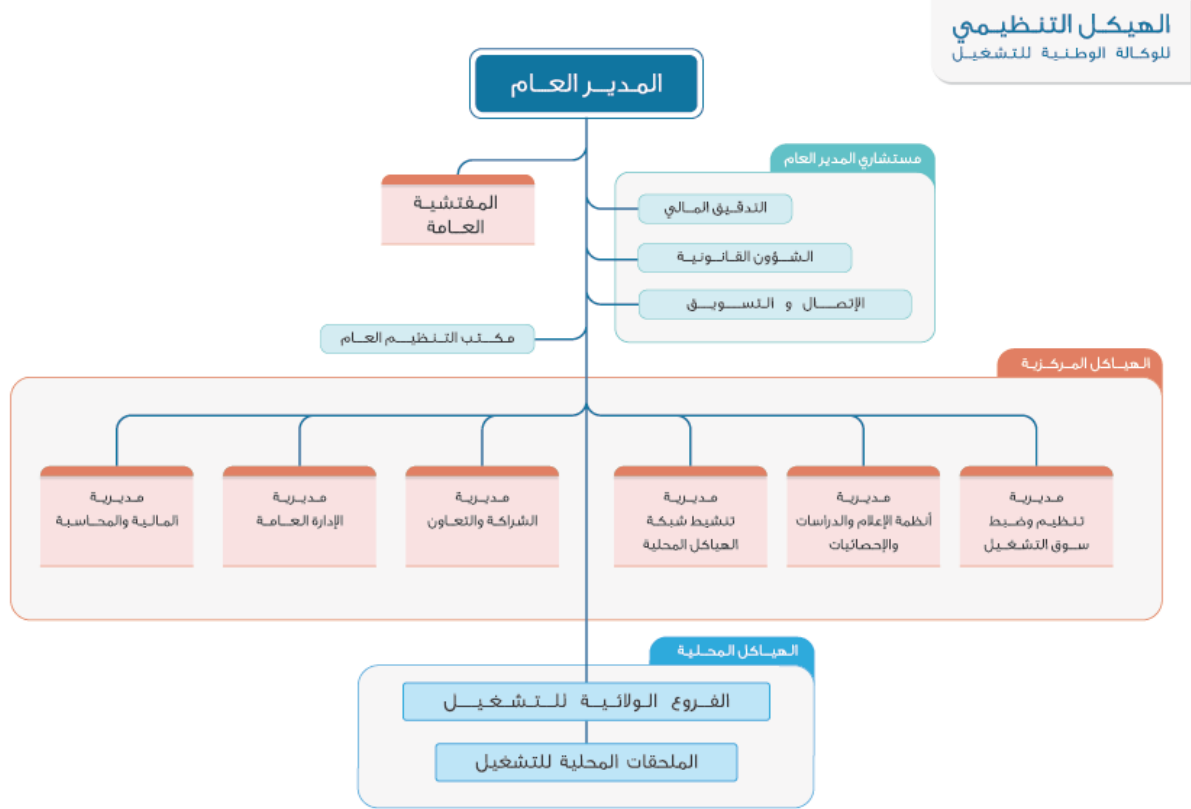 الهيكل التنظيمي
للوكالة الوطنية للتشغيل
المدير العام
مستشاري المدير العام
المفتشية
العامة
التدقيق المالي
الشؤون القانونية
الإتصال و التسويق
مكتب التنظيم العام
الهياكل المركزية
مديرية
تنظيم وضبط
سوق التشغيل
مديرية
أنظمة الإعلام والدراسات
والإحصائيات
مديرية
تنشيط شبكة
الهياكل المحلية
مديرية
الشراكة والتعاون
مديرية
الإدارة العامة
مديرية
المالية والمحاسبة
الهياكل المحلية
الفروع الولائية للتشغيل
الملحقات المحلية للتشغيل